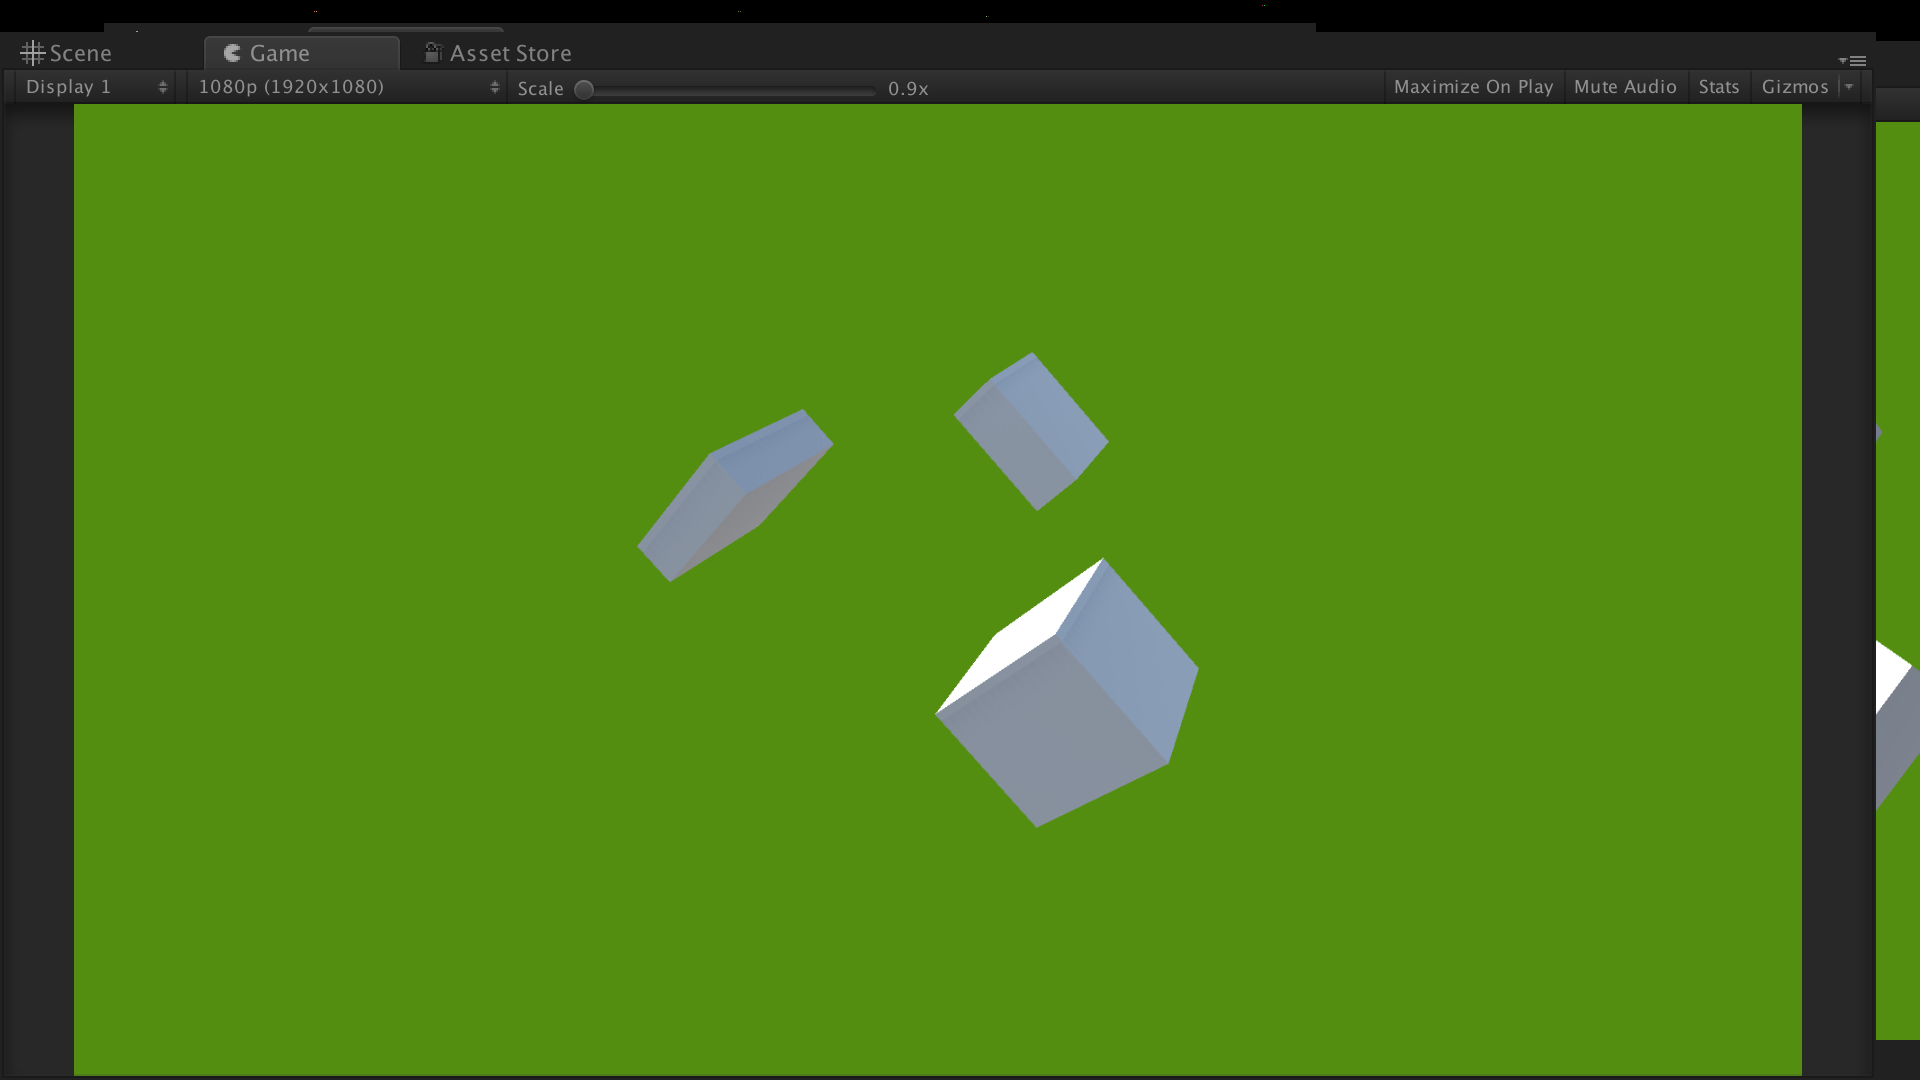 Scene Game Asset Store
Display 1 1080p (1920x1080) Scale 0.9x Maximize On Play Mute Audio Stats Gizmos